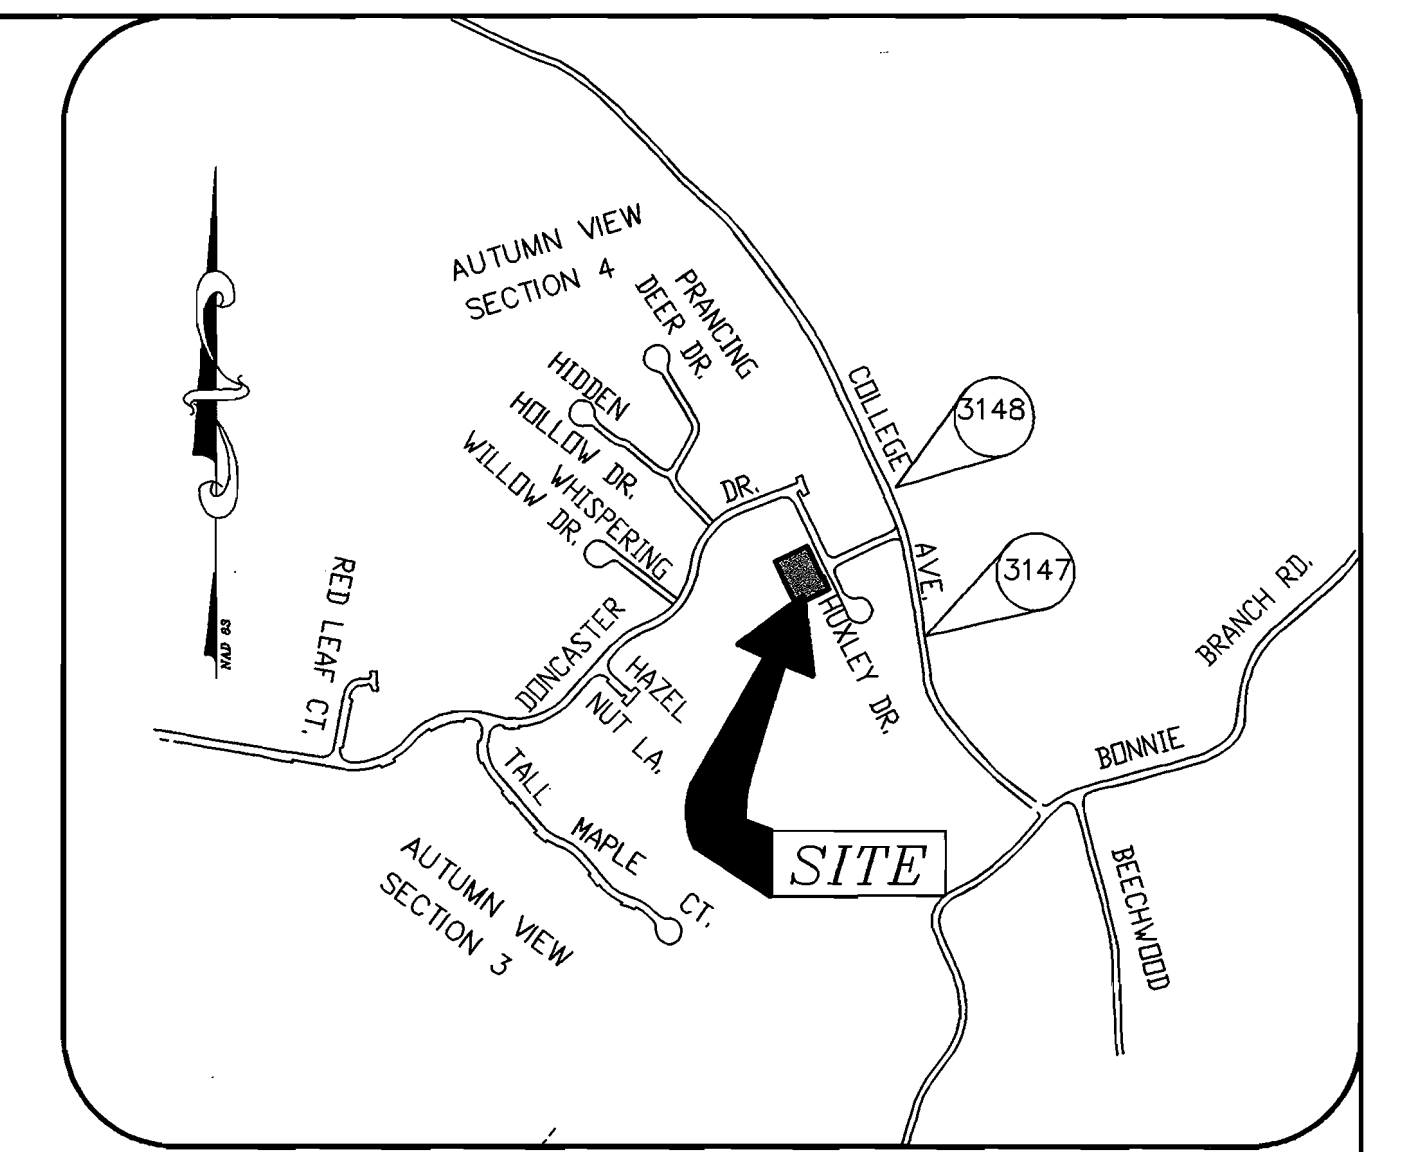 AUTUMN VIEW
SECTION 4
PRANCING
DEER DR.
HIDDEN
HOLLOW DR.
WHISPERING
WILLOW DR.
COLLEGE
AVE.
3148
3147
DR.
DONCASTER
HUXLEY DR.
HAZEL
NUT LA.
RED LEAF CT.
NAD 83
TALL
MAPLE
CT.
AUTUMN VIEW
SECTION 3
SITE
BONNIE
BRANCH RD.
BEECHWOOD